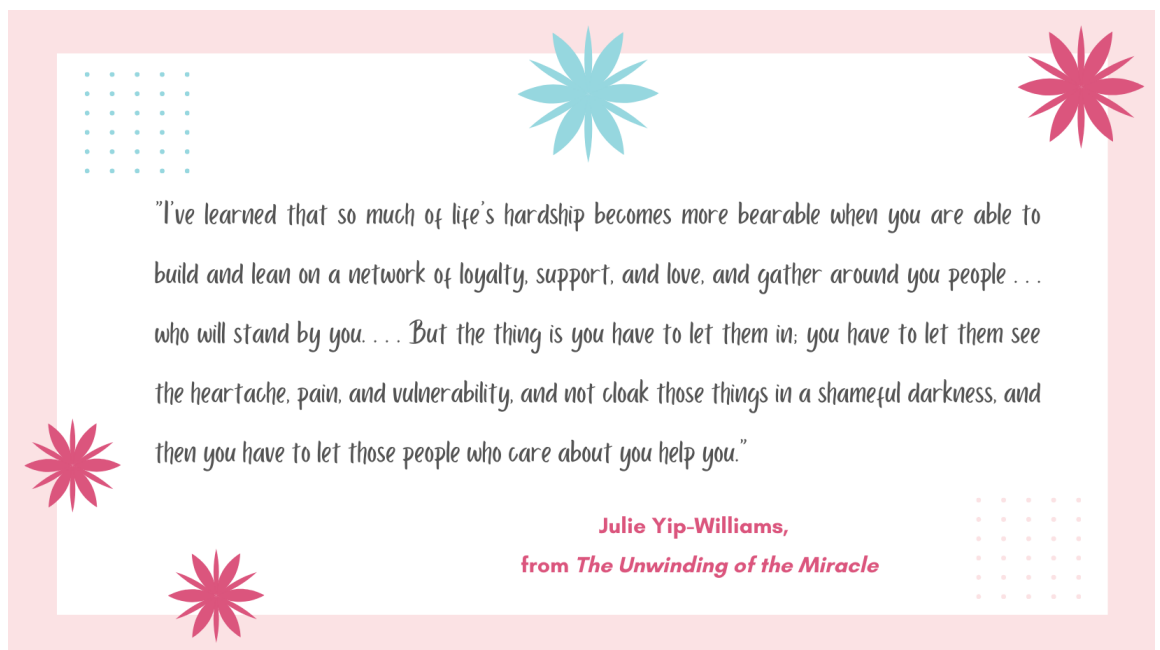 "I've learned that so much of life's hardship becomes more bearable when you are able to
build and lean on a network of loyalty, support, and love, and gather around you people . . .
who will stand by you. . . . But the thing is you have to let them in; you have to let them see
the heartache, pain, and vulnerability, and not cloak those things in a shameful darkness, and
then you have to let those people who care about you help you."
Julie Yip-Williams,
from The Unwinding of the Miracle